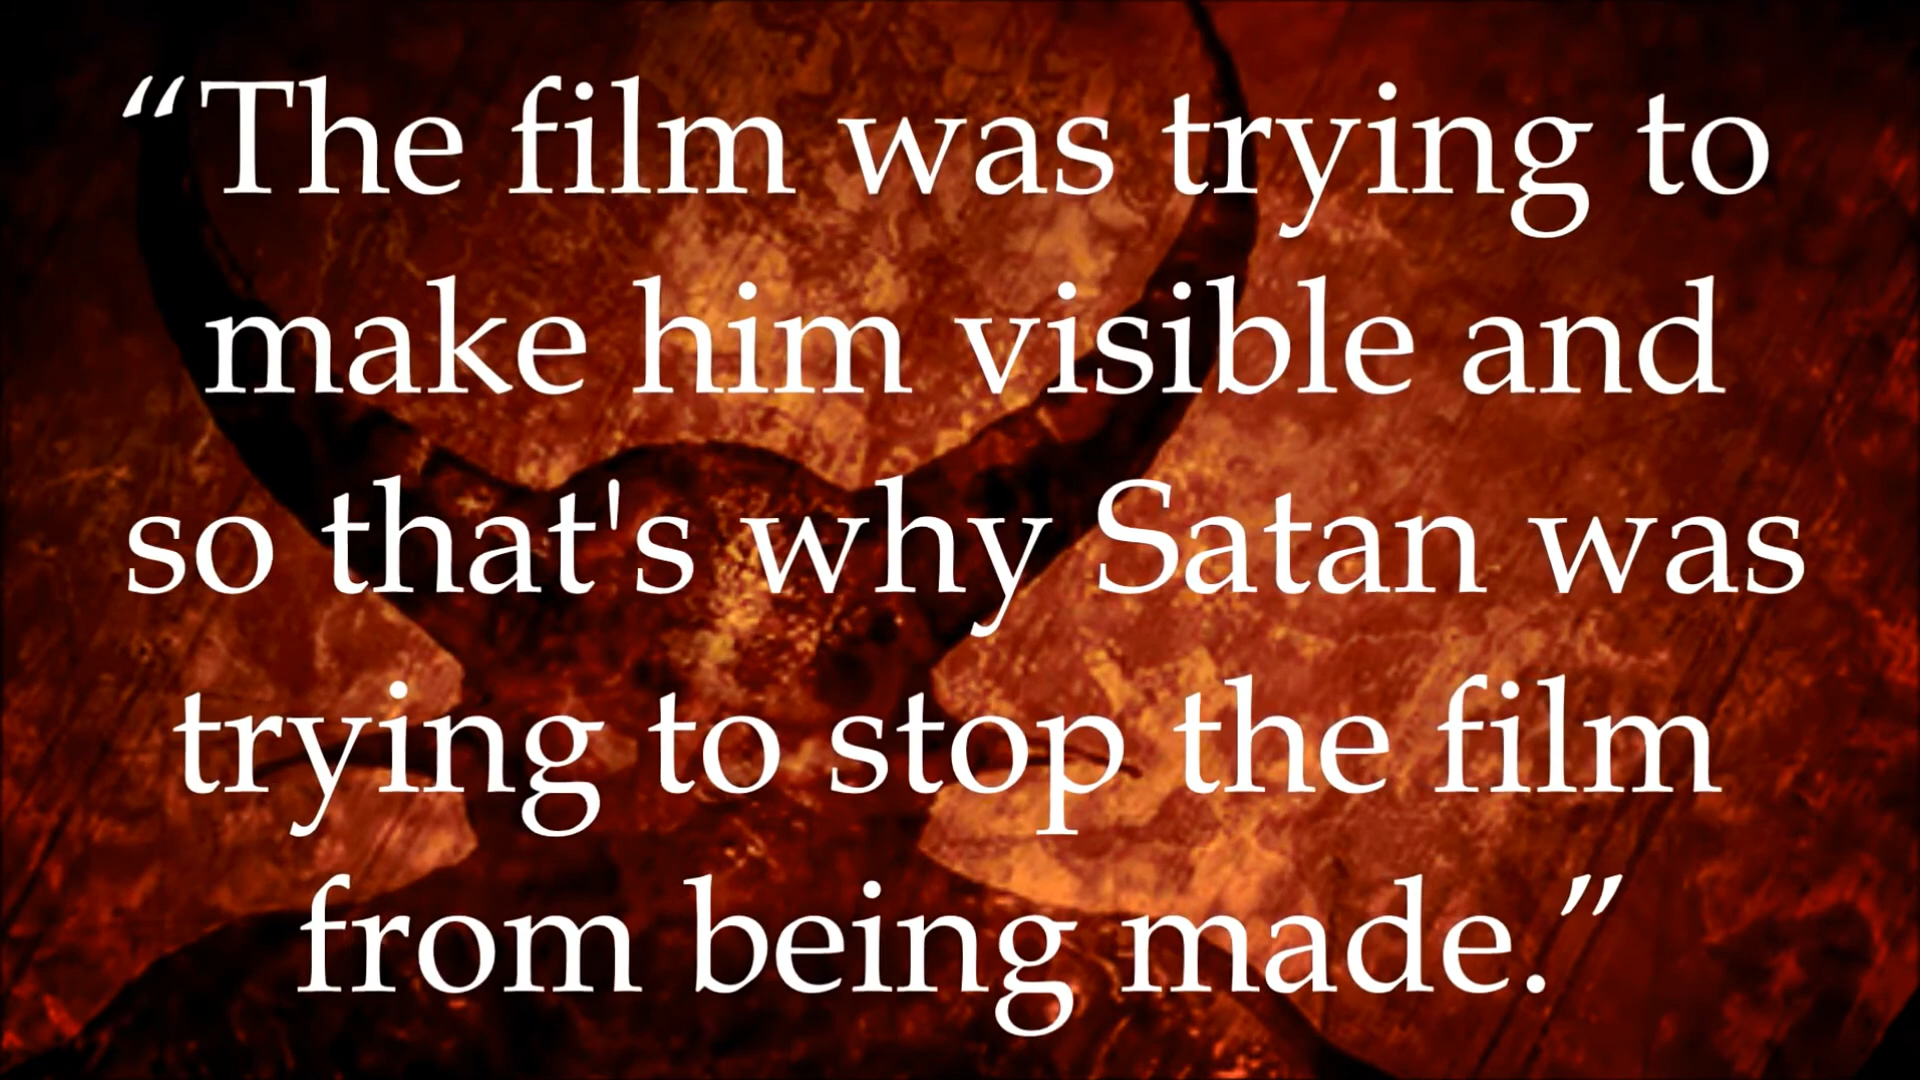 “The film was trying to
make him visible and
so that's why Satan was
trying to stop the film
from being made.”